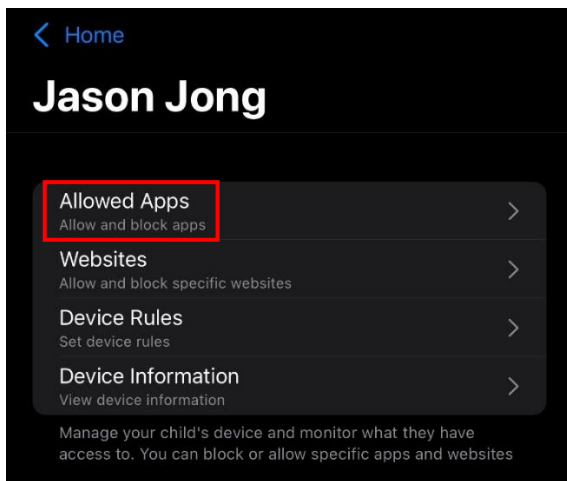 Home
Jason Jong
Allowed Apps
Allow and block apps
Websites
Allow and block specific websites
Device Rules
Set device rules
Device Information
View device information
Manage your child's device and monitor what they have
access to. You can block or allow specific apps and websites